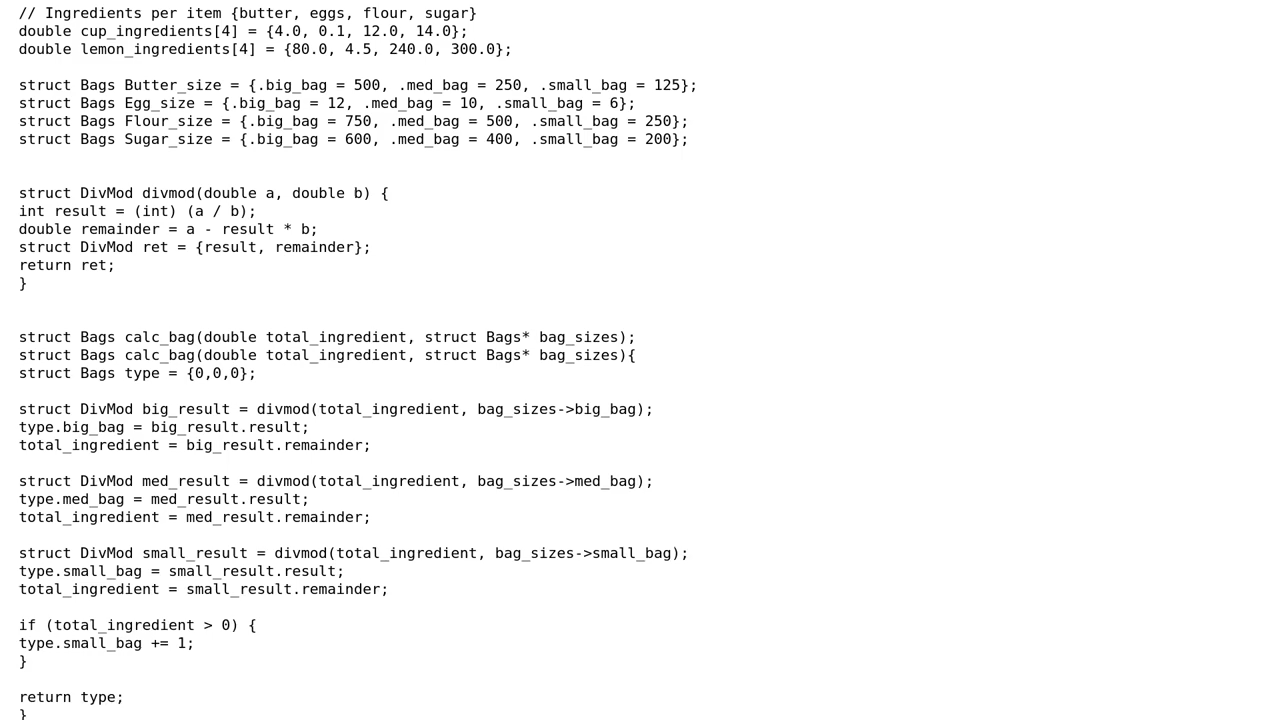 // Ingredients per item {butter, eggs, flour, sugar}
double cup_ingredients[4] = {4.0, 0.1, 12.0, 14.0};
double lemon_ingredients[4] = {80.0, 4.5, 240.0, 300.0};
struct Bags Butter_size = {.big_bag = 500, .med_bag = 250, .small_bag = 125};
struct Bags Egg_size = {.big_bag = 12, .med_bag = 10, .small_bag = 6};
struct Bags Flour_size = {.big_bag = 750, .med_bag = 500, .small_bag = 250};
struct Bags Sugar_size = {.big_bag = 600, .med_bag = 400, .small_bag = 200};
struct DivMod divmod(double a, double b) {
int result = (int) (a / b);
double remainder = a - result * b;
struct DivMod ret = {result, remainder};
return ret;
}
struct Bags calc_bag(double total_ingredient, struct Bags* bag_sizes);
struct Bags calc_bag(double total_ingredient, struct Bags* bag_sizes){
struct Bags type = {0,0,0};
struct DivMod big_result = divmod(total_ingredient, bag_sizes->big_bag);
type.big_bag = big_result.result;
total_ingredient = big_result.remainder;
struct DivMod med_result = divmod(total_ingredient, bag_sizes->med_bag);
type.med_bag = med_result.result;
total_ingredient = med_result.remainder;
struct DivMod small_result = divmod(total_ingredient, bag_sizes->small_bag);
type.small_bag = small_result.result;
total_ingredient = small_result.remainder;
if (total_ingredient > 0) {
type.small_bag += 1;
}
return type;
}